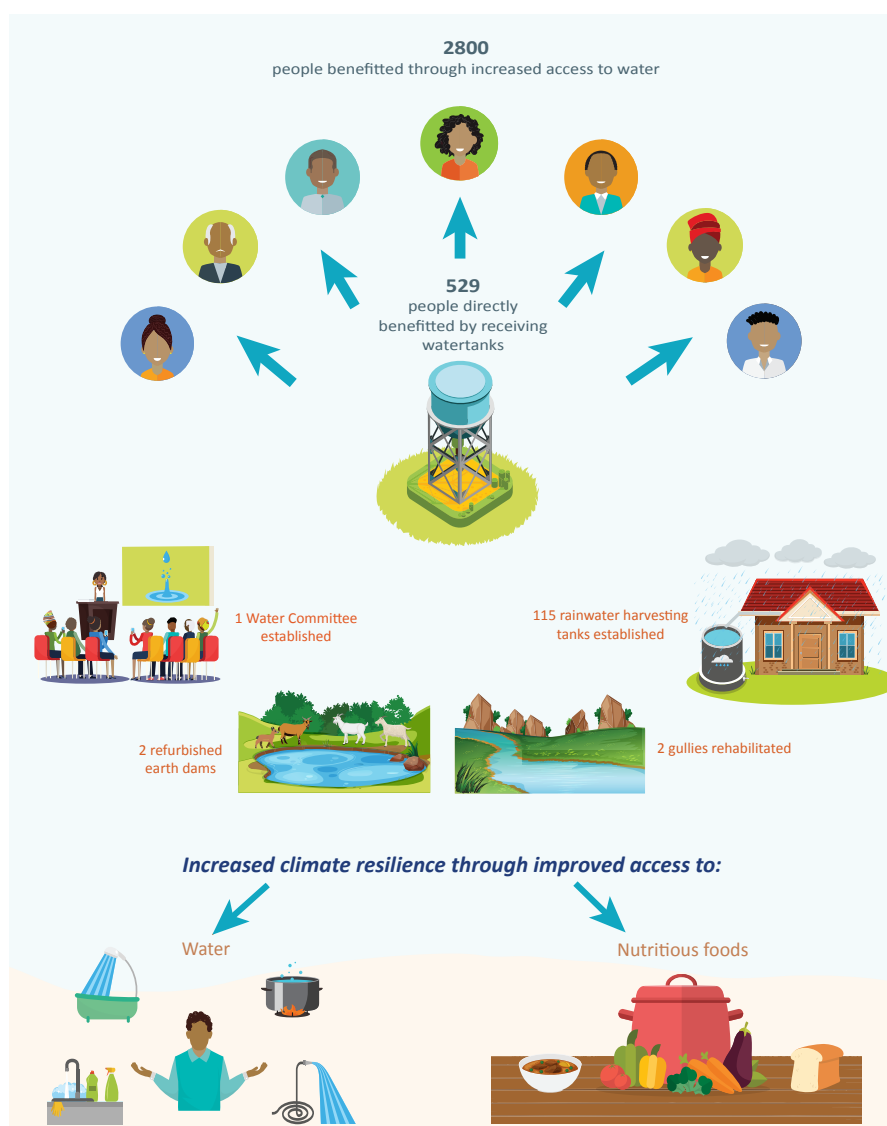 2800
people benefitted through increased access to water
529
people directly
benefitted by receiving
watertanks
1 Water Committee
established
115 rainwater harvesting
tanks established
2 refurbished
earth dams
2 gullies rehabilitated
Increased climate resilience through improved access to:
Water
Nutritious foods